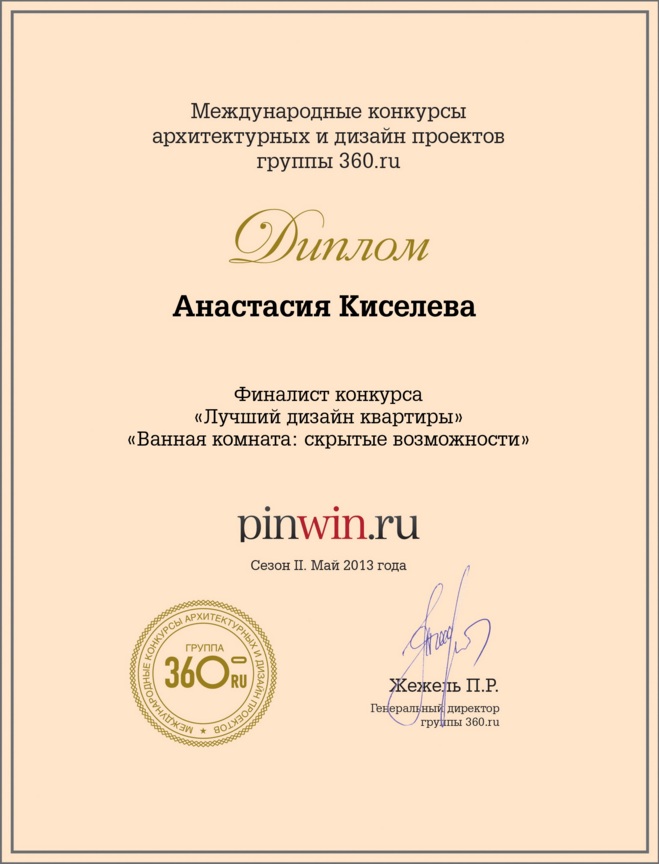 Международные конкурсы
архитектурных и дизайн проектов
группы 360.ru
Диплом
Анастасия Киселева
Финалист конкурса
«Лучший дизайн квартиры»
«Ванная комната: скрытые возможности»
pinwin.ru
Сезон II. Май 2013 года
МЕЖДУНАРОДНЫЕ КОНКУРСЫ АРХИТЕКТУРНЫХ И ДИЗАЙН ПРОЕКТОВ
ГРУППА
360 RU
Жежель П.Р.
Генеральный директор
группы 360.ru